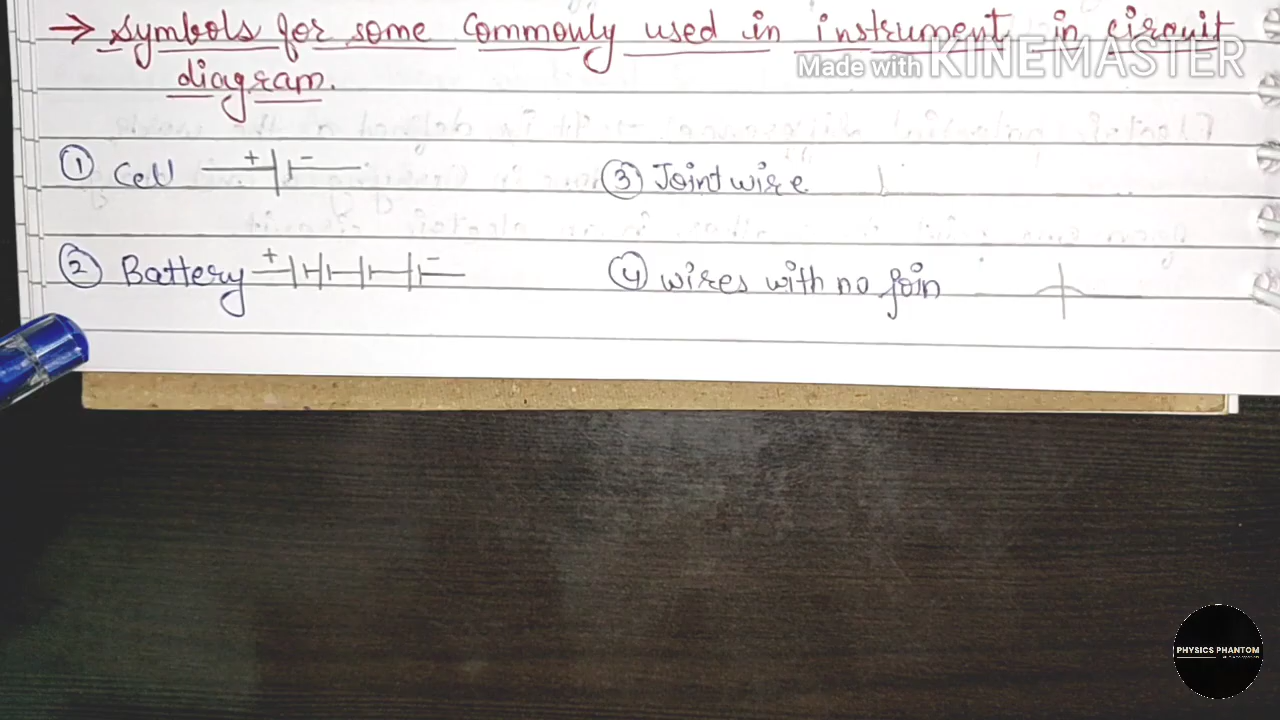 → Symbols for some commonly used in instrument in circuit
diagram.
Made with KINEMASTER
① Cell + -
③ Joint wire
② Battery + -
④ wires with no join
PHYSICS PHANTOM